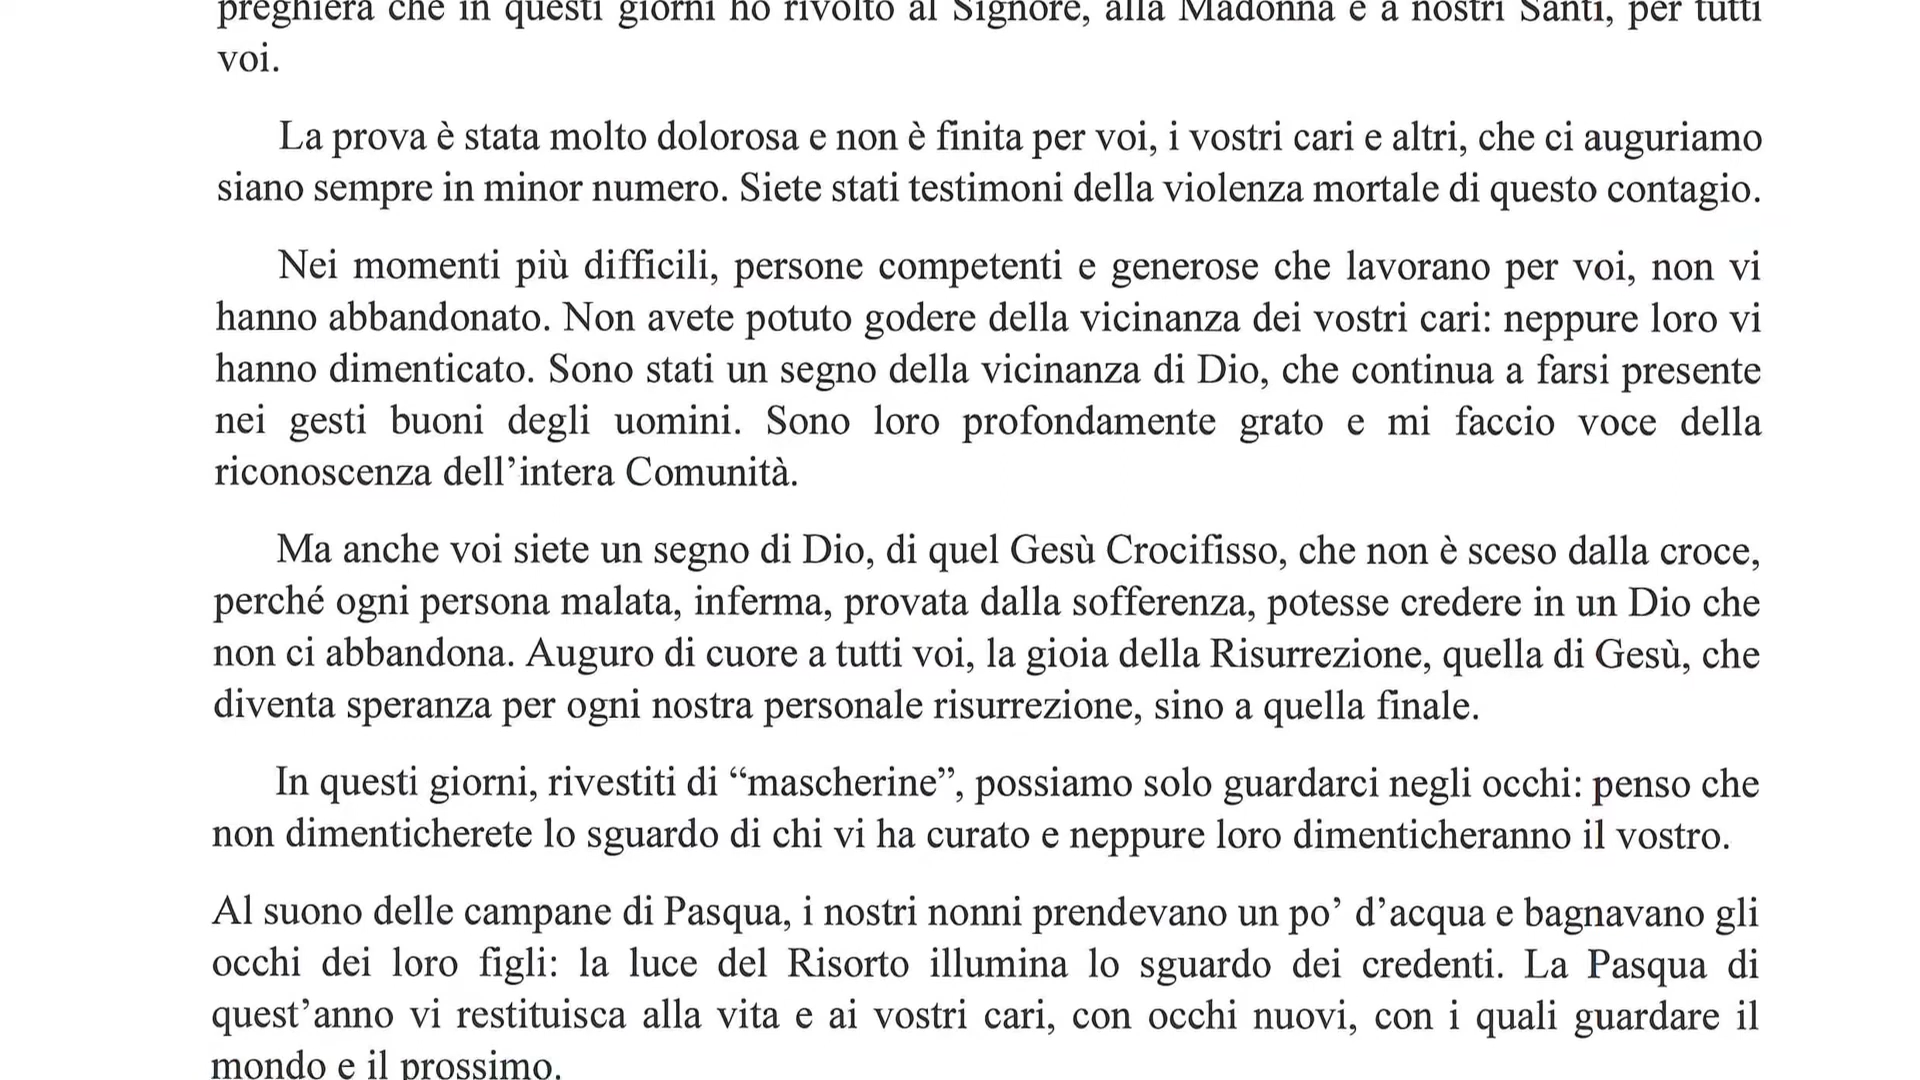 preghiera che in questi giorni ho rivolto al Signore, alla Madonna e a nostri Santi, per tutti
voi.
La prova è stata molto dolorosa e non è finita per voi, i vostri cari e altri, che ci auguriamo
siano sempre in minor numero. Siete stati testimoni della violenza mortale di questo contagio.
Nei momenti più difficili, persone competenti e generose che lavorano per voi, non vi
hanno abbandonato. Non avete potuto godere della vicinanza dei vostri cari: neppure loro vi
hanno dimenticato. Sono stati un segno della vicinanza di Dio, che continua a farsi presente
nei gesti buoni degli uomini. Sono loro profondamente grato e mi faccio voce della
riconoscenza dell’intera Comunità.
Ma anche voi siete un segno di Dio, di quel Gesù Crocifisso, che non è sceso dalla croce,
perché ogni persona malata, inferma, provata dalla sofferenza, potesse credere in un Dio che
non ci abbandona. Auguro di cuore a tutti voi, la gioia della Risurrezione, quella di Gesù, che
diventa speranza per ogni nostra personale risurrezione, sino a quella finale.
In questi giorni, rivestiti di “mascherine”, possiamo solo guardarci negli occhi: penso che
non dimenticherete lo sguardo di chi vi ha curato e neppure loro dimenticheranno il vostro.
Al suono delle campane di Pasqua, i nostri nonni prendevano un po’ d’acqua e bagnavano gli
occhi dei loro figli: la luce del Risorto illumina lo sguardo dei credenti. La Pasqua di
quest’anno vi restituisca alla vita e ai vostri cari, con occhi nuovi, con i quali guardare il
mondo e il prossimo.